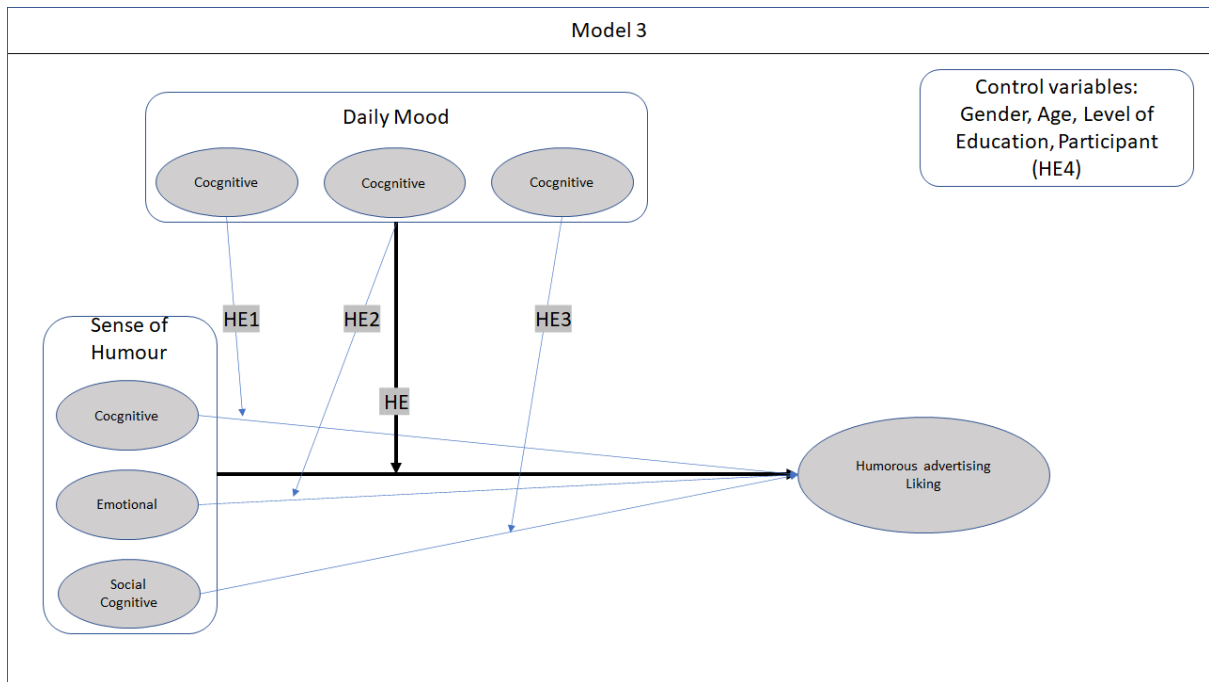 Model 3
Control variables:
Gender, Age, Level of
Education, Participant
(HE4)
Daily Mood
Cocgnitive
Cocgnitive
Cocgnitive
HE1
HE2
HE3
HE
Sense of
Humour
Cocgnitive
Emotional
Social
Cognitive
Humorous advertising
Liking